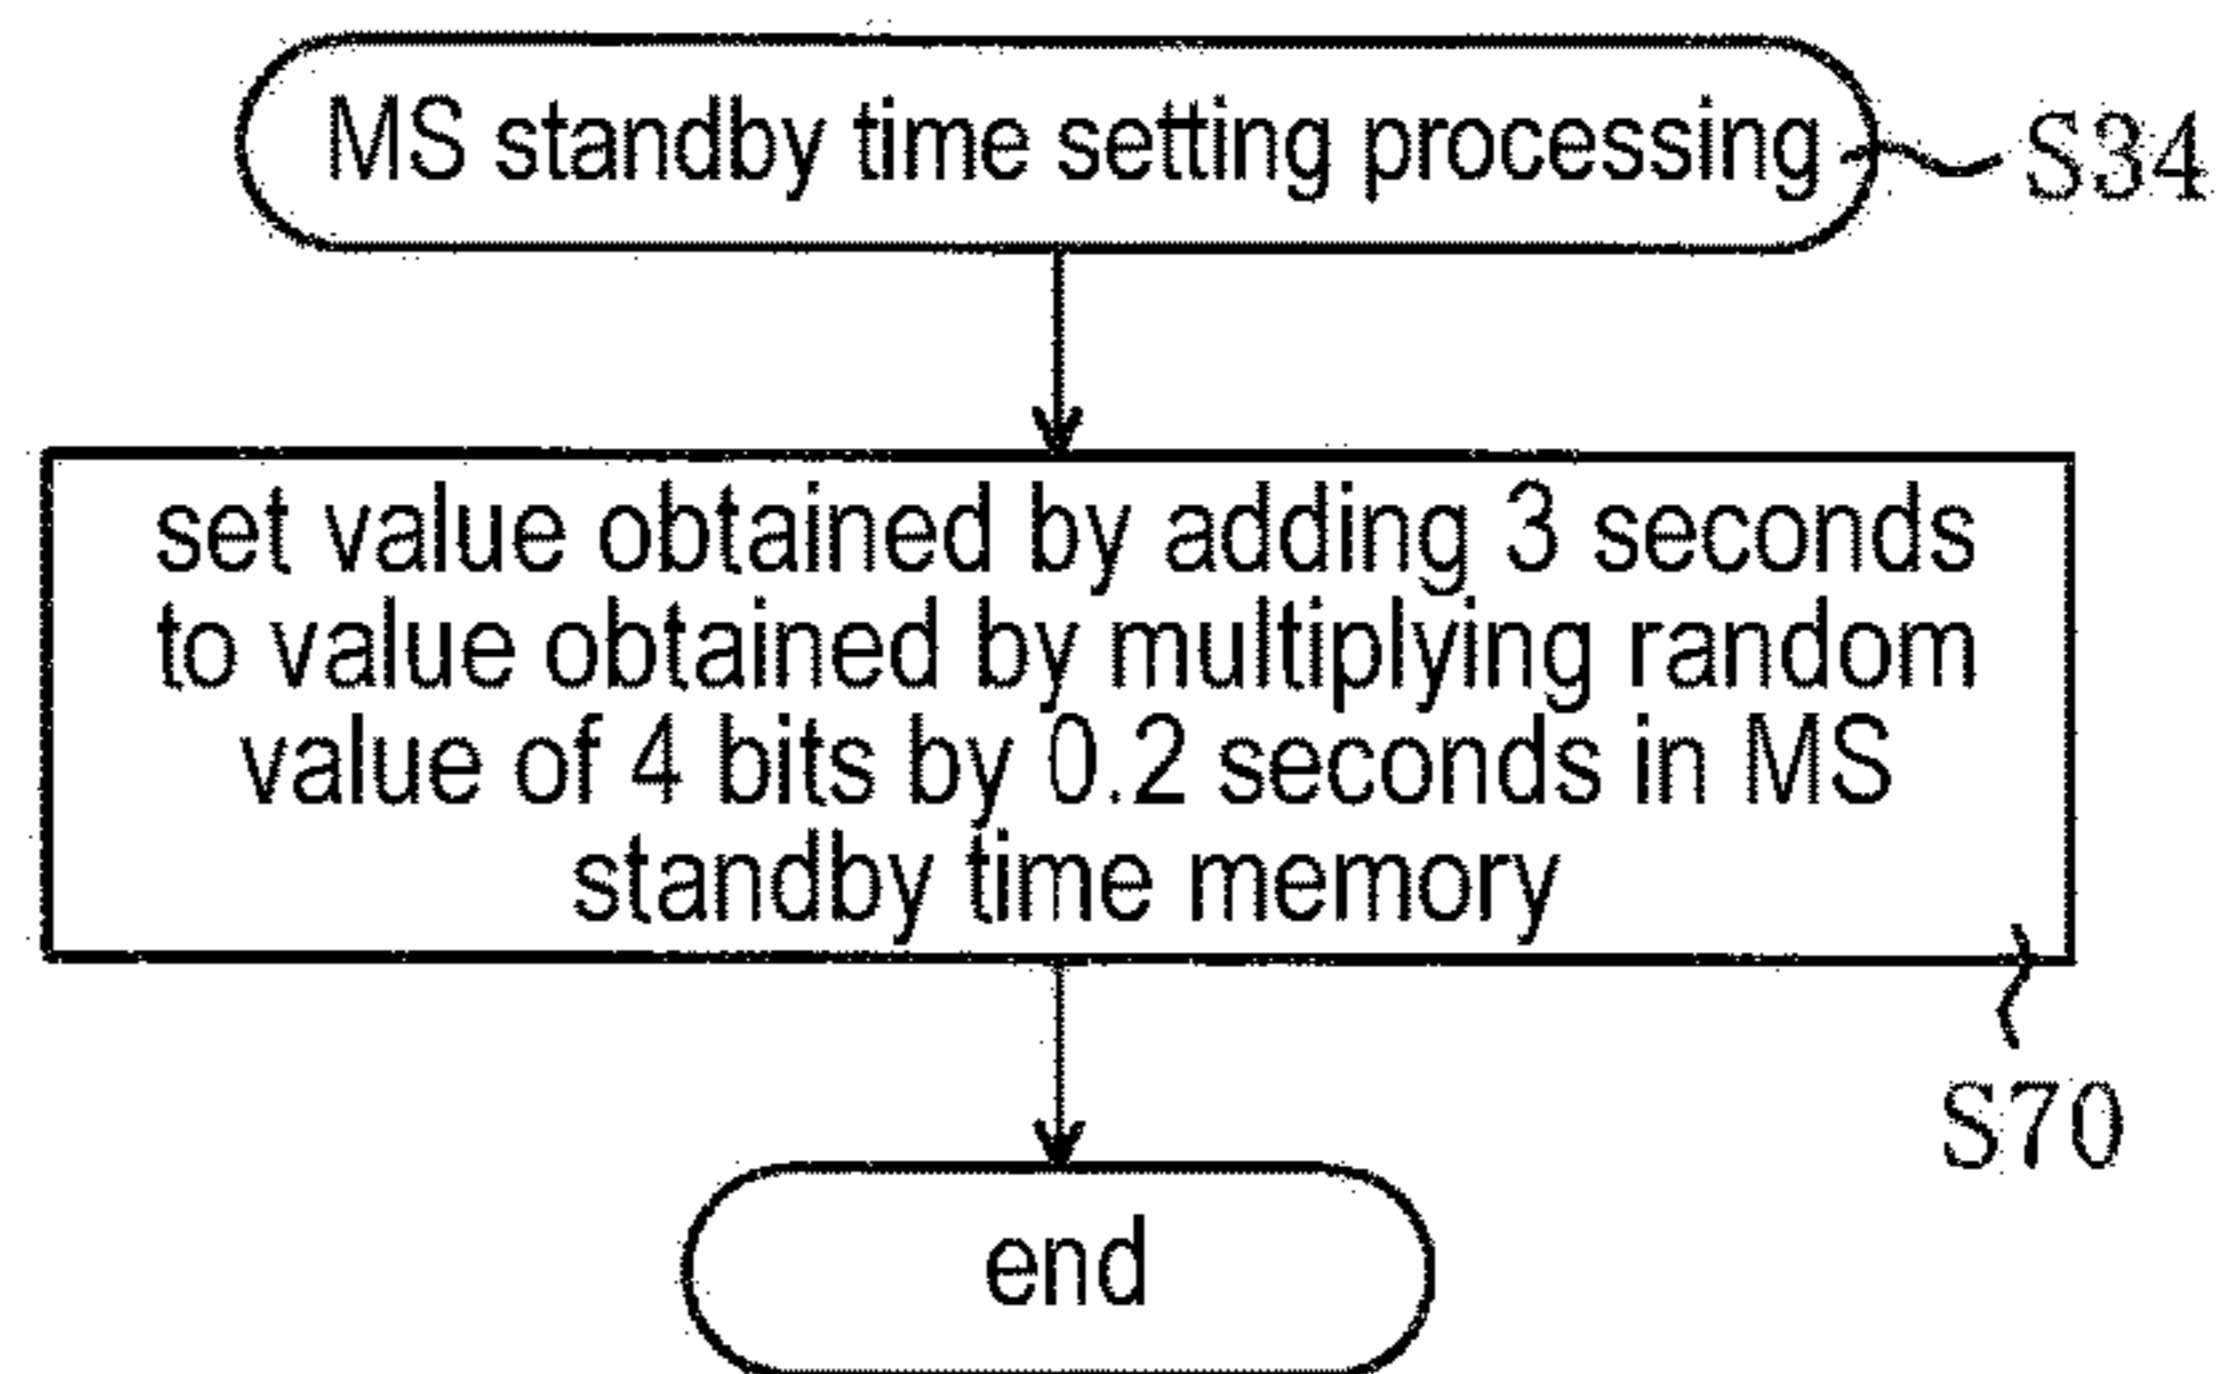 MS standby time setting processing
S34
set value obtained by adding 3 seconds
to value obtained by multiplying random
value of 4 bits by 0.2 seconds in MS
standby time memory
S70
end